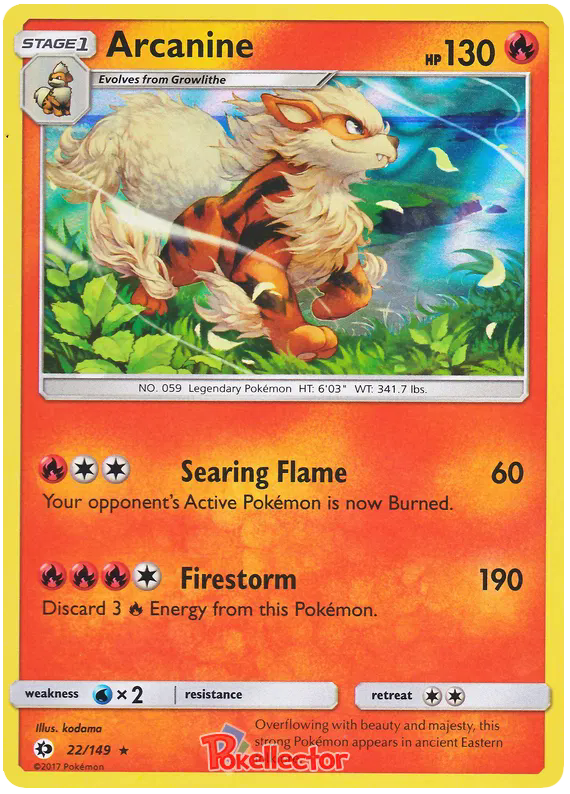 STAGE1
Arcanine
HP 130
Evolves from Growlithe
NO. 059 Legendary Pokémon HT: 6'03" WT: 341.7 lbs.
Searing Flame 60
Your opponent's Active Pokémon is now Burned.
Firestorm 190
Discard 3 Energy from this Pokémon.
weakness ×2 resistance retreat
Illus. kodama
22/149
©2017 Pokémon
Overflowing with beauty and majesty, this
strong Pokémon appears in ancient Eastern
Pokellector